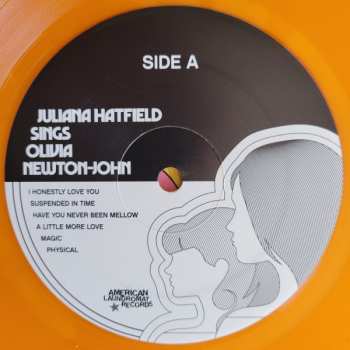 SIDE A
JULIANA HATFIELD
SINGS
OLIVIA
NEWTON-JOHN
I HONESTLY LOVE YOU
SUSPENDED IN TIME
HAVE YOU NEVER BEEN MELLOW
A LITTLE MORE LOVE
MAGIC
PHYSICAL
AMERICAN
LAUNDROMAT
RECORDS